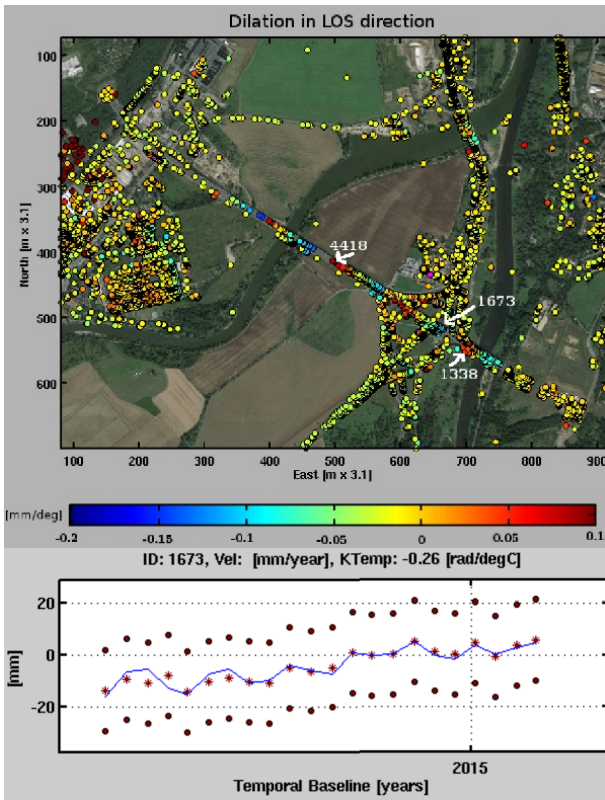 Dilation in LOS direction
100
200
300
400
500
600
North [m x 3.1]
4418
1673
1338
100 200 300 400 500 600 700 800 900
East [m x 3.1]
[mm/deg]
-0.2 -0.15 -0.1 -0.05 0 0.05 0.1
ID: 1673, Vel: [mm/year], KTemp: -0.26 [rad/degC]
20
0
-20
[mm]
2015
Temporal Baseline [years]